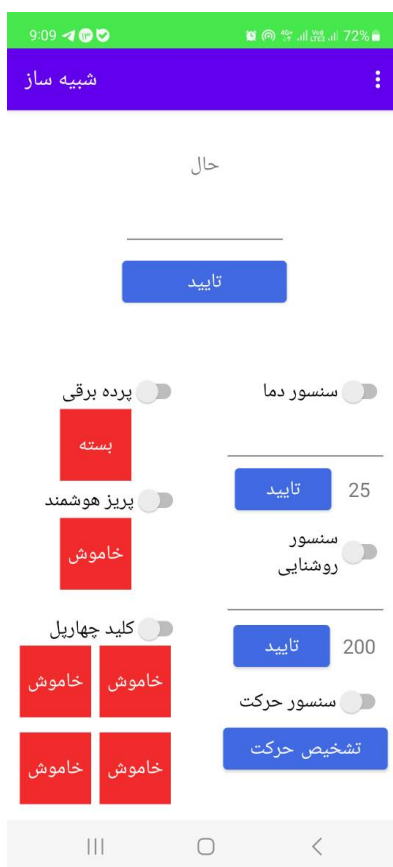 9:09 72%
شبیه ساز
حال
تایید
سنسور دما
پرده برقی
بسته
25 تایید
پریز هوشمند
سنسور
روشنایی
خاموش
کلید چهارپل
200 تایید
خاموش خاموش
سنسور حرکت
تشخیص حرکت
خاموش خاموش